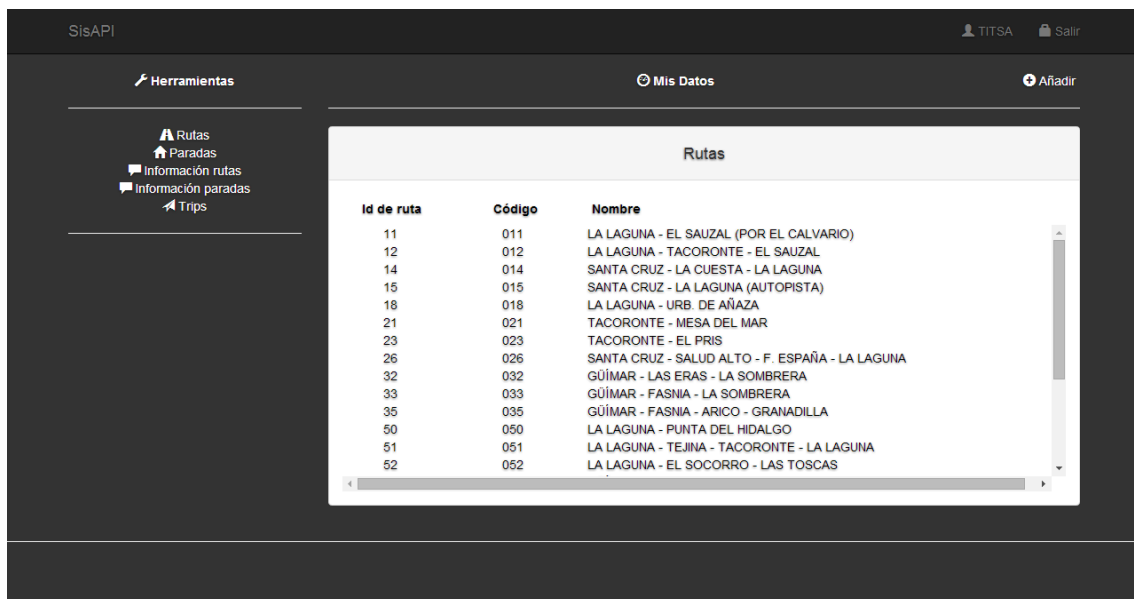 SisAPI
TITSA
Salir
Herramientas
Mis Datos
Añadir
Rutas
Paradas
Información rutas
Información paradas
Trips
Rutas
Id de ruta Código Nombre
11 011 LA LAGUNA - EL SAUZAL (POR EL CALVARIO)
12 012 LA LAGUNA - TACORONTE - EL SAUZAL
14 014 SANTA CRUZ - LA CUESTA - LA LAGUNA
15 015 SANTA CRUZ - LA LAGUNA (AUTOPISTA)
18 018 LA LAGUNA - URB. DE AÑAZA
21 021 TACORONTE - MESA DEL MAR
23 023 TACORONTE - EL PRIS
26 026 SANTA CRUZ - SALUD ALTO - F. ESPAÑA - LA LAGUNA
32 032 GÜÍMAR - LAS ERAS - LA SOMBRERA
33 033 GÜÍMAR - FASNIA - LA SOMBRERA
35 035 GÜÍMAR - FASNIA - ARICO - GRANADILLA
50 050 LA LAGUNA - PUNTA DEL HIDALGO
51 051 LA LAGUNA - TEJINA - TACORONTE - LA LAGUNA
52 052 LA LAGUNA - EL SOCORRO - LAS TOSCAS